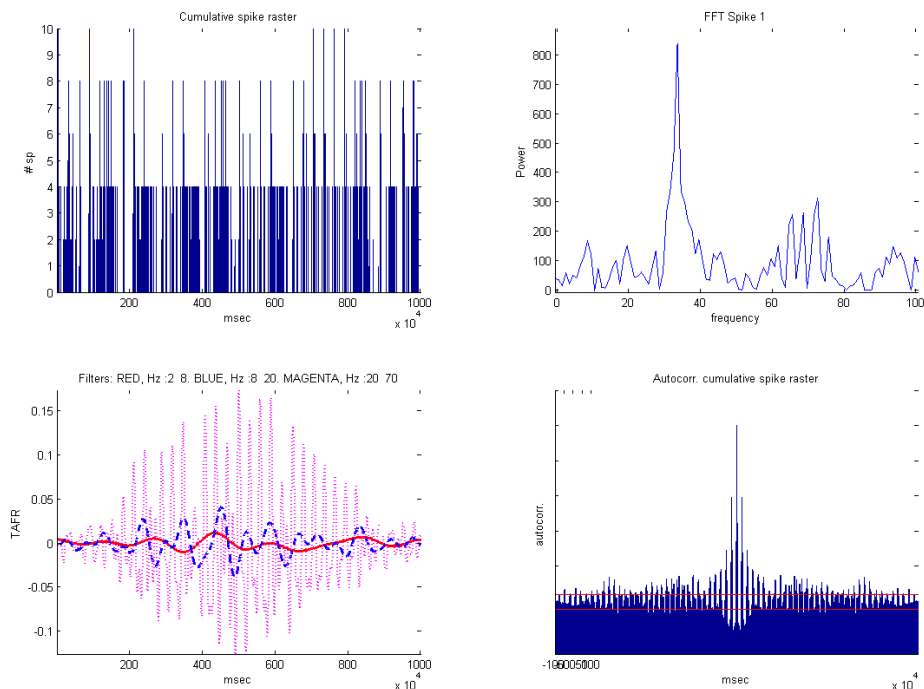 Cumulative spike raster
10
9
8
7
6
5
4
3
2
1
0
# sp
200 400 600 800 1000
msec
x 10^4
FFT Spike 1
800
700
600
500
400
300
200
100
0
Power
0 20 40 60 80 100
frequency
Filters: RED, Hz :2 8. BLUE, Hz:8 20. MAGENTA, Hz :20 70
0.15
0.1
0.05
0
-0.05
-0.1
TAFR
0 200 400 600 800 1000
msec
x 10^4
Autocorr. cumulative spike raster
autocorr.
msec
x 10^4